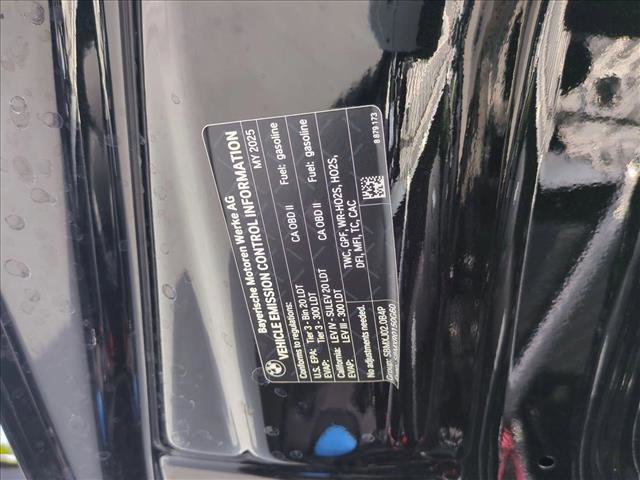 Bayerische Motoren Werke AG
VEHICLE EMISSION CONTROL INFORMATION
MY 2025
Conforms to regulations:
U.S. EPA: Tier 3 - Bin 20 LDT CA OBD II Fuel: gasoline
EVAP: Tier 3 - 300 LDT
California: LEV IV - SULEV 20 LDT CA OBD II Fuel: gasoline
EVAP: LEV III - 300 LDT
No adjustments needed.
TWC, GPF, WR-HO2S, HO2S,
DFI, MFI, TC, CAC
Group: SBMXJ02.0B4P
8 879 173